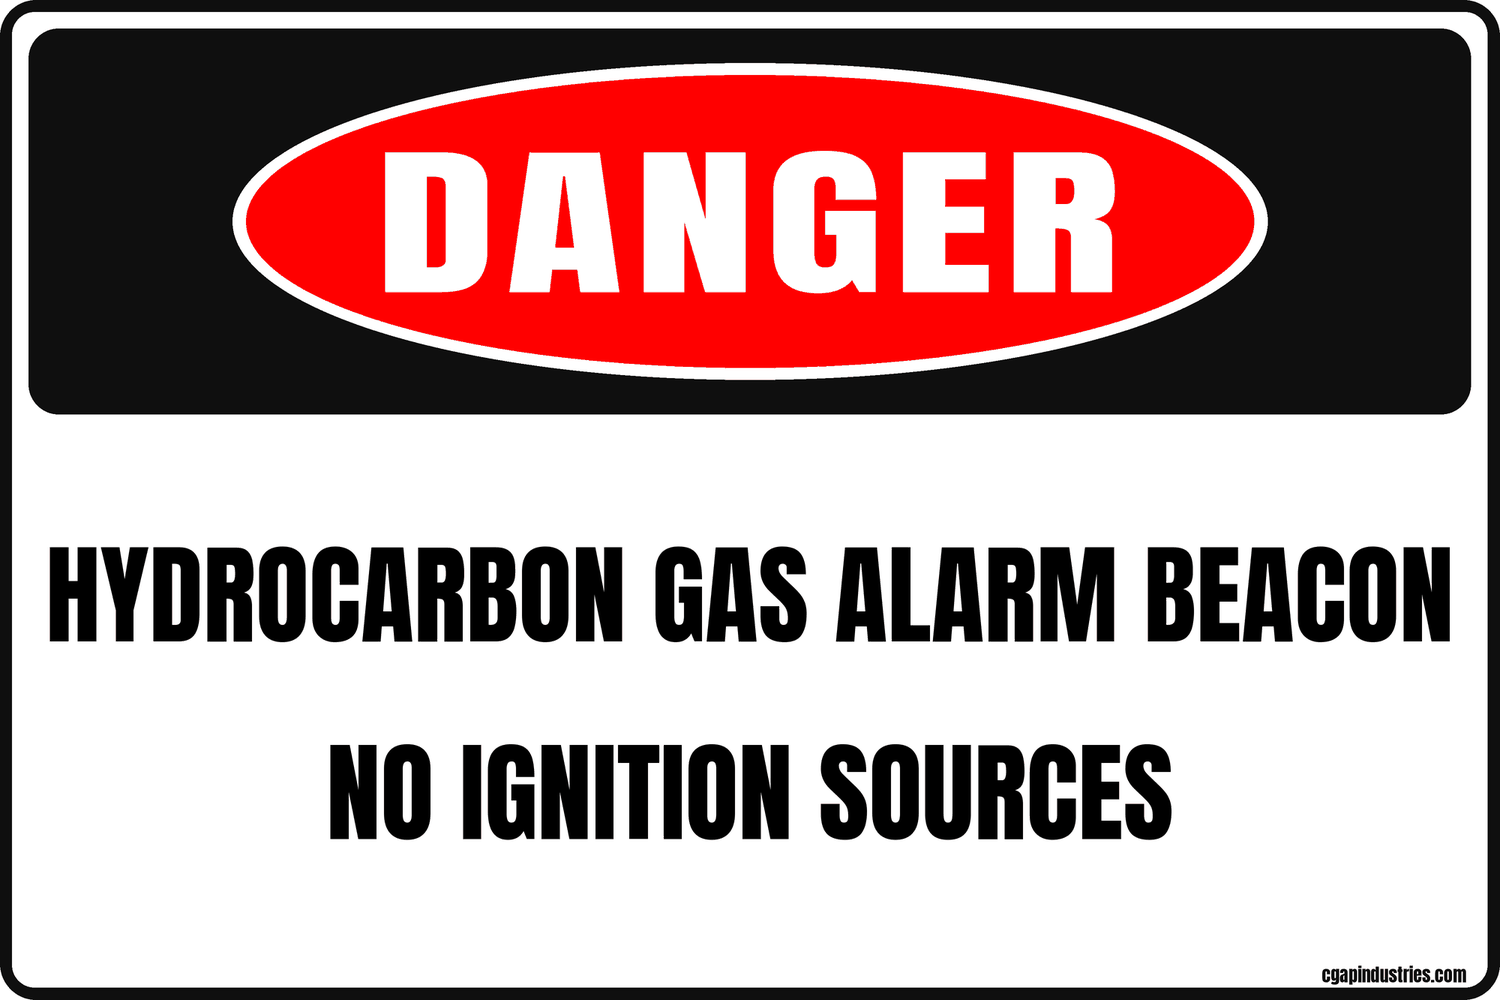 DANGER
HYDROCARBON GAS ALARM BEACON
NO IGNITION SOURCES
cgapindustries.com